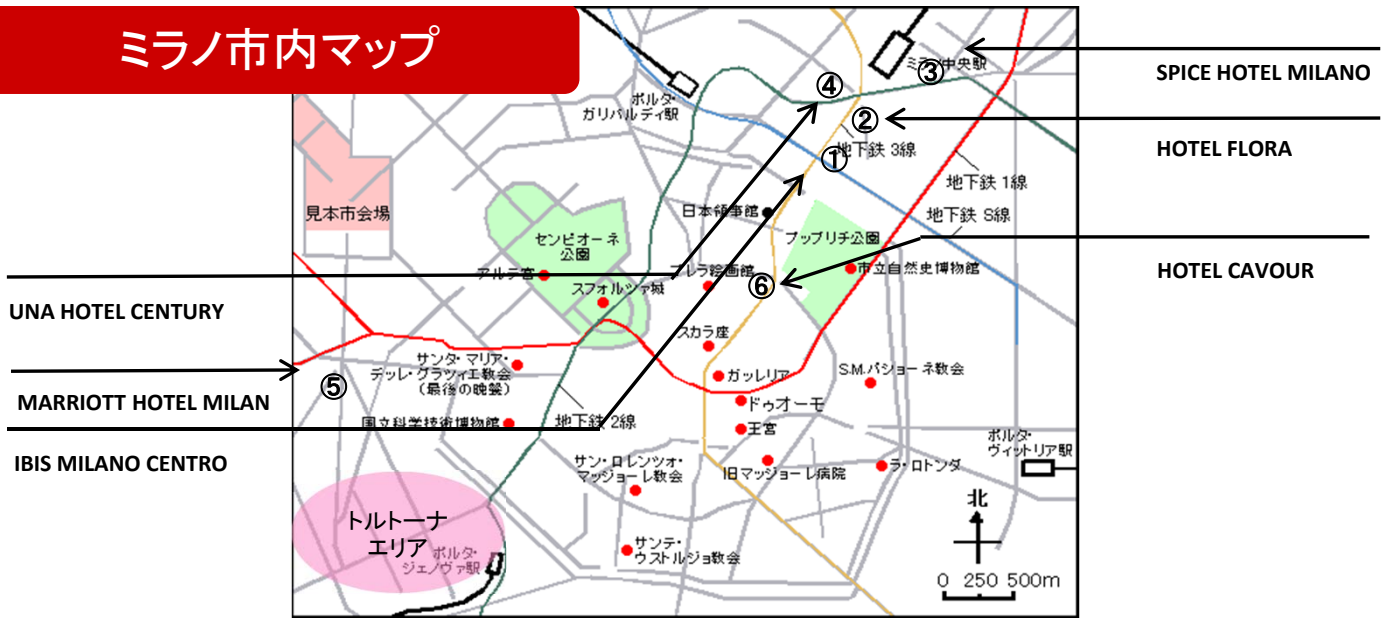 ミラノ市内マップ
ミラノ中央駅
③
SPICE HOTEL MILANO
④
ポルタ・
ガリバルディ駅
②
HOTEL FLORA
地下鉄 3線
①
地下鉄 1線
見本市会場
日本領事館
地下鉄 S線
センピオーネ
公園
プッブリチ公園
アルテ宮
ブレラ絵画館
市立自然史博物館
HOTEL CAVOUR
スフォルツァ城
⑥
UNA HOTEL CENTURY
スカラ座
サンタ・マリア・
デッレ・グラツィエ教会
(最後の晩餐)
⑤
ガッレリア
S.M.パショーネ教会
MARRIOTT HOTEL MILAN
ドゥオーモ
国立科学技術博物館
地下鉄 2線
王宮
ポルタ・
ヴィットリア駅
IBIS MILANO CENTRO
サン・ロレンツォ・
マッジョーレ教会
旧マッジョーレ病院
ラ・ロトンダ
北
トルトーナ
エリア
ポルタ・
ジェノヴァ駅
サンテ・
ウストルジョ教会
0 250 500m